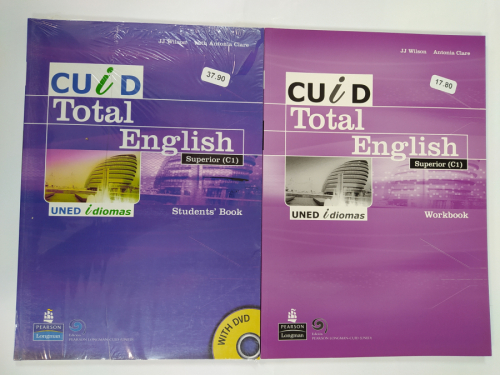 JJ Wilson with Antonia Clare
37.90
CUiD
Total
English
Superior (C1)
UNED idiomas
Students' Book
WITH DVD
PEARSON
Longman
JJ Wilson Antonia Clare
17.80
CUiD
Total
English
Superior (C1)
UNED idiomas
Workbook
PEARSON
Longman